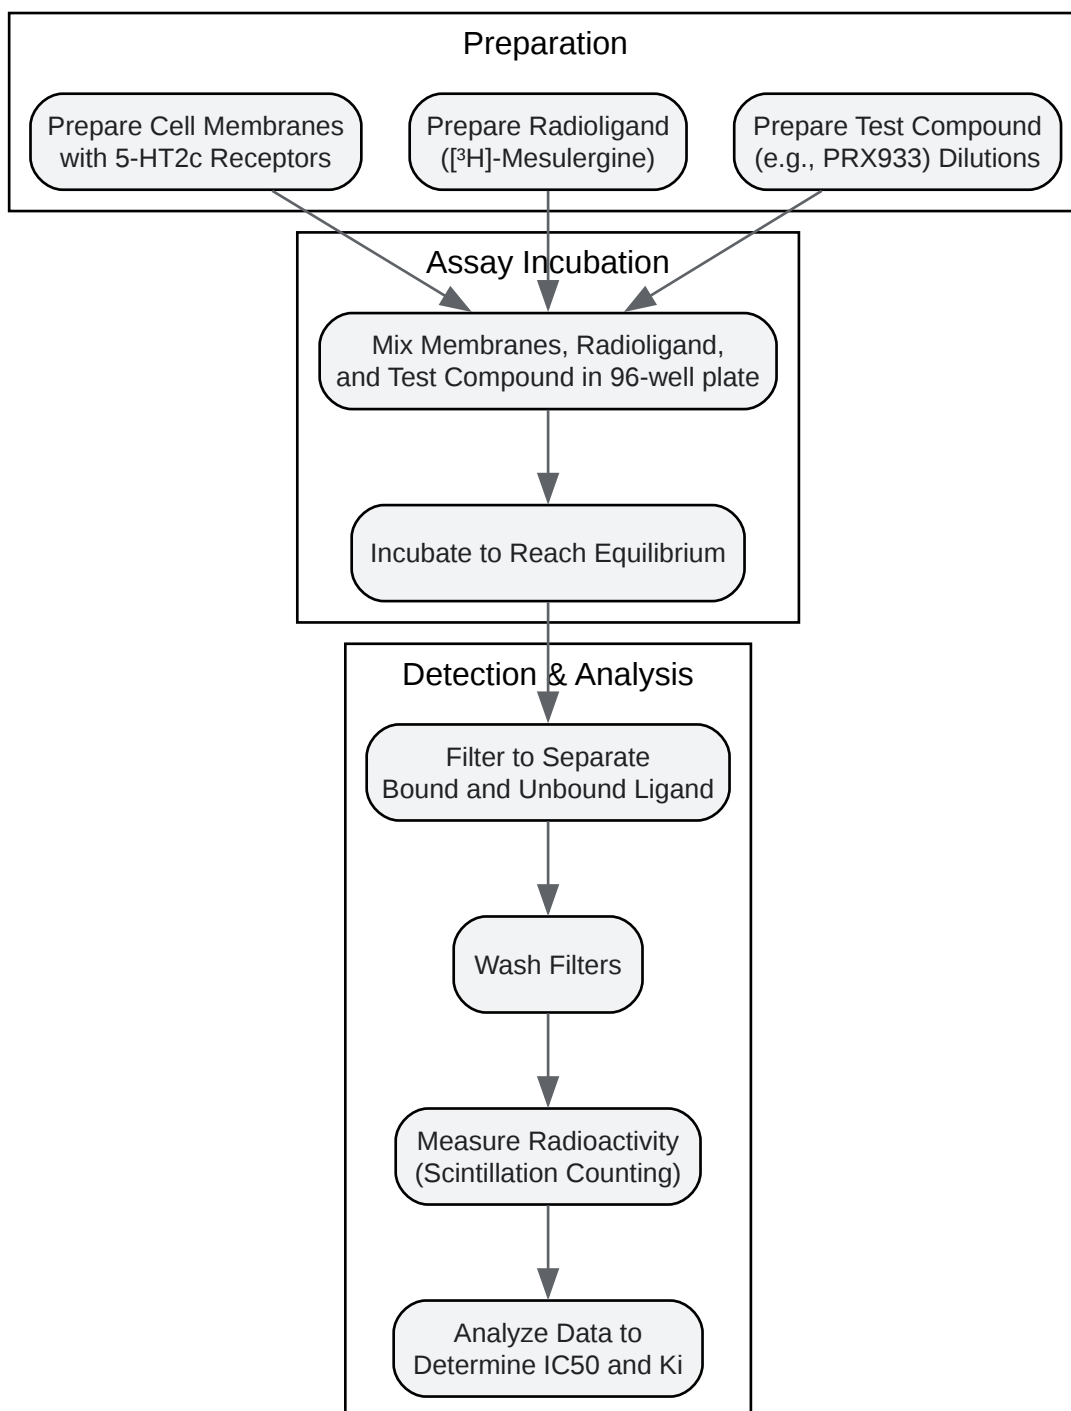 Preparation
Prepare Cell Membranes
with 5-HT2c Receptors
Prepare Radioligand
([³H]-Mesulergine)
Prepare Test Compound
(e.g., PRX933) Dilutions
Assay Incubation
Mix Membranes, Radioligand,
and Test Compound in 96-well plate
Incubate to Reach Equilibrium
Detection & Analysis
Filter to Separate
Bound and Unbound Ligand
Wash Filters
Measure Radioactivity
(Scintillation Counting)
Analyze Data to
Determine IC50 and Ki